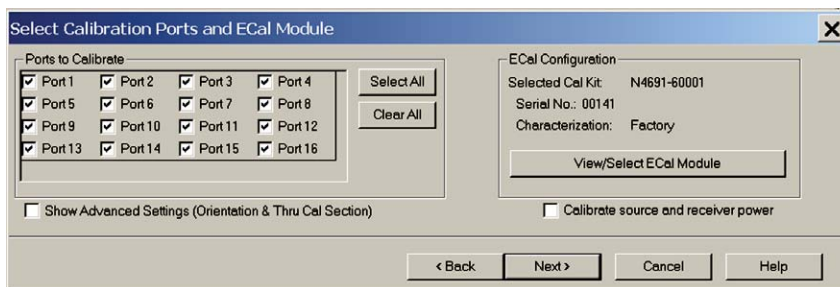 Select Calibration Ports and ECal Module
Ports to Calibrate
Port 1 Port 2 Port 3 Port 4
Port 5 Port 6 Port 7 Port 8
Port 9 Port 10 Port 11 Port 12
Port 13 Port 14 Port 15 Port 16
Select All
Clear All
Show Advanced Settings (Orientation & Thru Cal Section)
ECal Configuration
Selected Cal Kit: N4691-60001
Serial No.: 00141
Characterization: Factory
View/Select ECal Module
Calibrate source and receiver power
< Back Next > Cancel Help